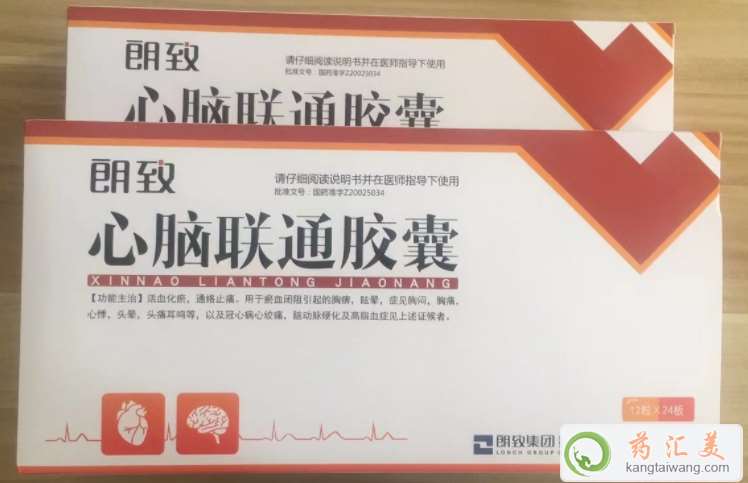 朗致
请仔细阅读说明书并在医师指导下使用
批准文号：国药准字Z20025034
心脑联通胶囊
朗致
请仔细阅读说明书并在医师指导下使用
批准文号：国药准字Z20025034
心脑联通胶囊
XINNAO LIANTONG JIAONANG
【功能主治】活血化瘀，通络止痛。用于瘀血闭阻引起的胸痹，眩晕，症见胸闷，胸痛，
心悸、头晕、头痛耳鸣等，以及冠心病心绞痛，脑动脉硬化及高脂血症见上述证候者。
12粒×24板
朗致集团
LONCH GROUP
药汇美
kangtaiwang.com